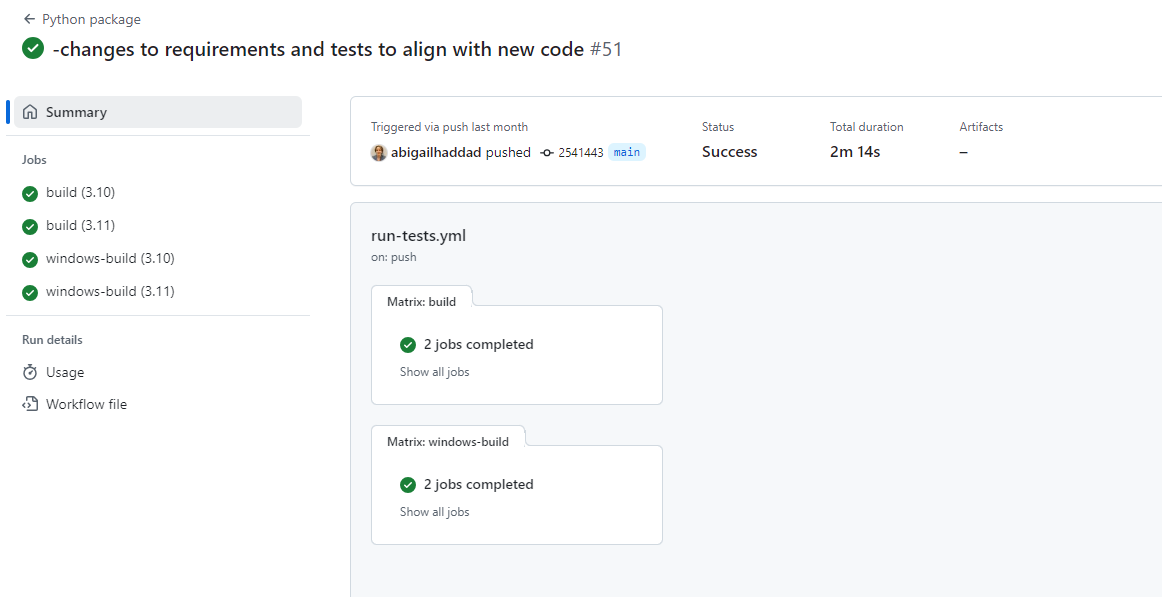 Python package
-changes to requirements and tests to align with new code #51
Summary
Jobs
build (3.10)
build (3.11)
windows-build (3.10)
windows-build (3.11)
Run details
Usage
Workflow file
Triggered via push last month
abigailhaddad pushed 2541443 main
Status
Success
Total duration
2m 14s
Artifacts
–
run-tests.yml
on: push
Matrix: build
2 jobs completed
Show all jobs
Matrix: windows-build
2 jobs completed
Show all jobs